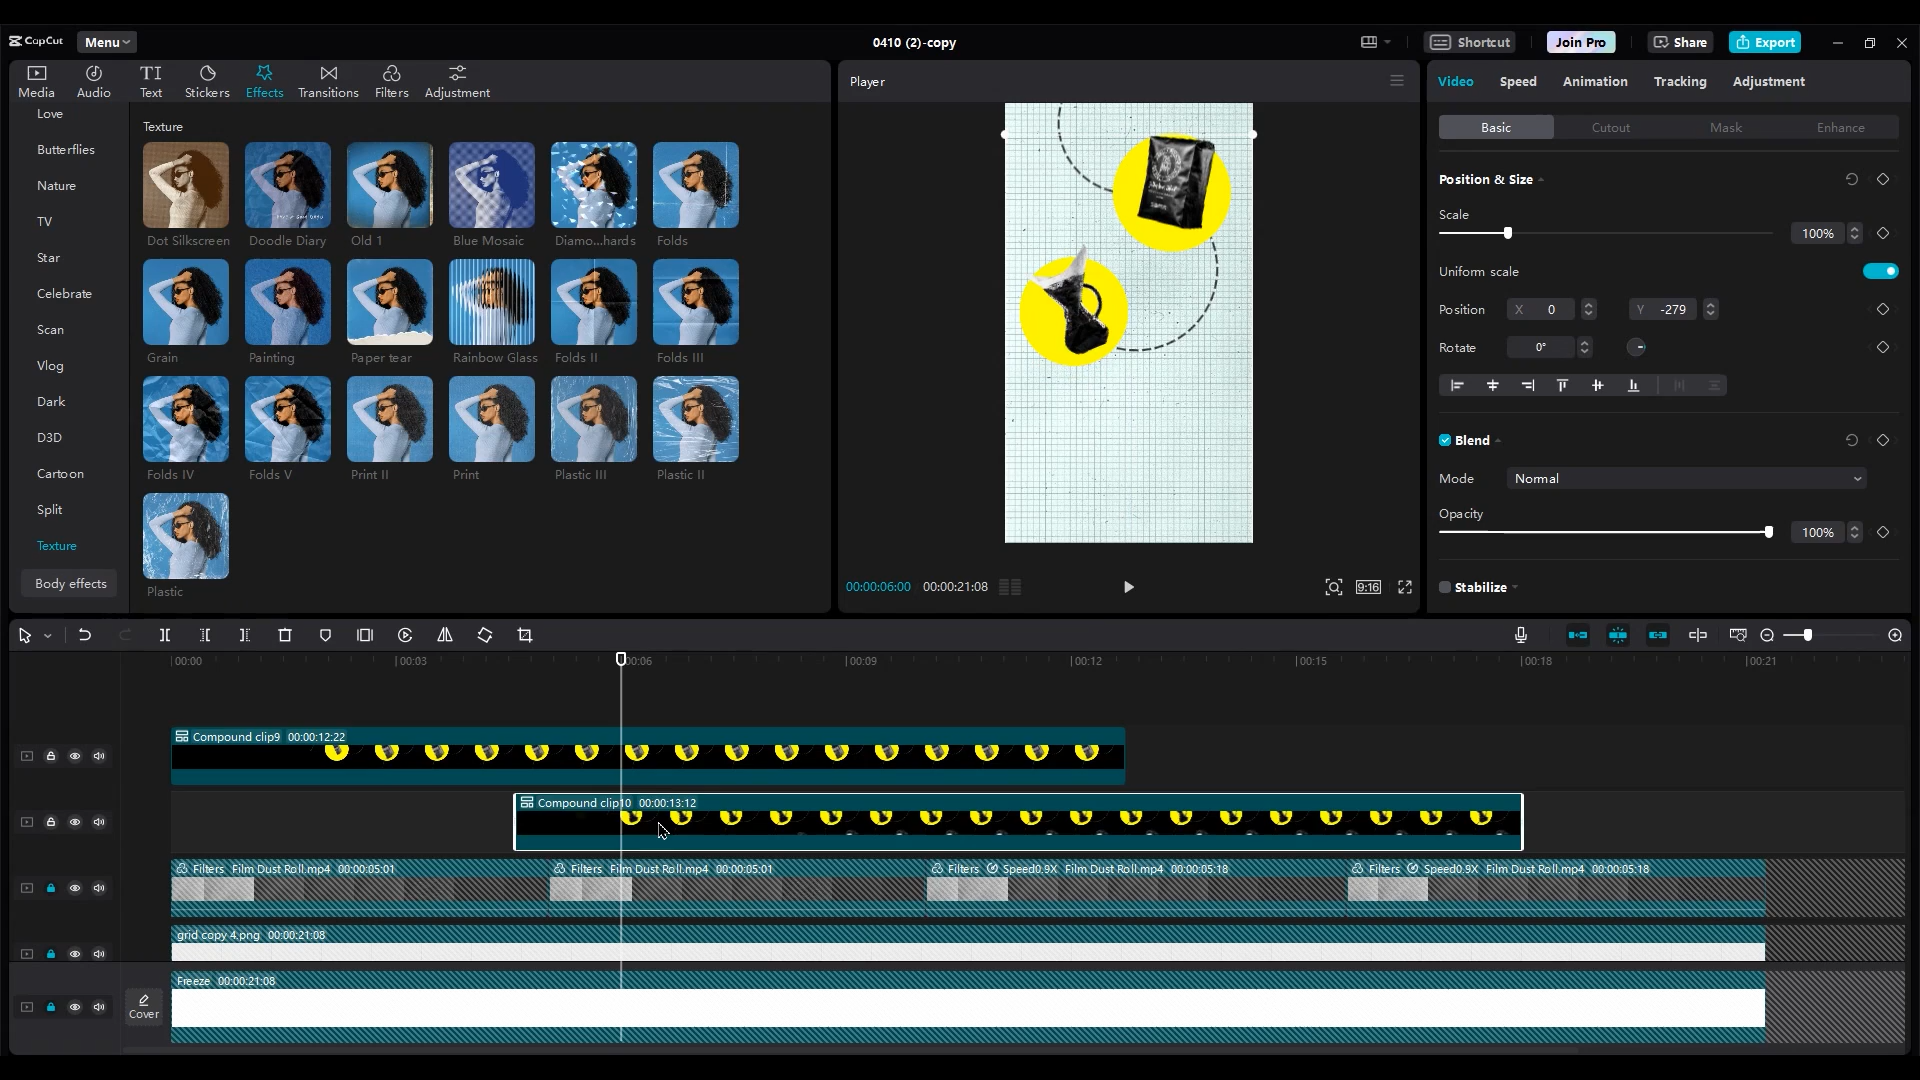 CapCut
Menu
0410 (2)-copy
Shortcut
Join Pro
Share
Export
Media
Audio
Text
Stickers
Effects
Transitions
Filters
Adjustment
Love
Butterflies
Nature
TV
Star
Celebrate
Scan
Vlog
Dark
D3D
Cartoon
Split
Texture
Body effects
Texture
Dot Silkscreen
Doodle Diary
Old 1
Blue Mosaic
Diamo...hards
Folds
Grain
Painting
Paper tear
Rainbow Glass
Folds II
Folds III
Folds IV
Folds V
Print II
Print
Plastic III
Plastic II
Plastic
Player
00:00:06:00
00:00:21:08
9:16
Video
Speed
Animation
Tracking
Adjustment
Basic
Cutout
Mask
Enhance
Position & Size
Scale
100%
Uniform scale
Position X 0 Y -279
Rotate 0°
Blend
Mode Normal
Opacity
100%
Stabilize
00:00
00:03
00:06
00:09
00:12
00:15
00:18
00:21
Compound clip9 00:00:12:22
Compound clip10 00:00:13:12
Filters Film Dust Roll.mp4 00:00:05:01
Filters Film Dust Roll.mp4 00:00:05:01
Filters Speed0.9X Film Dust Roll.mp4 00:00:05:18
Filters Speed0.9X Film Dust Roll.mp4 00:00:05:18
grid copy 4.png 00:00:21:08
Freeze 00:00:21:08
Cover